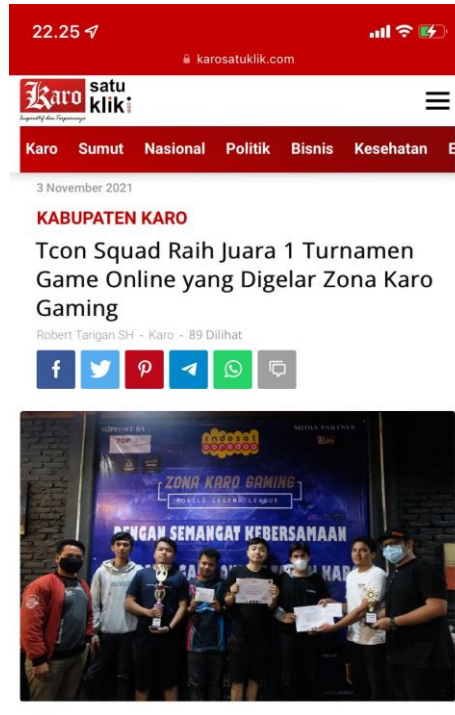 22.25
karosatuklik.com
Karo satu
klik:
Inspiratif dan Terpercaya
Karo Sumut Nasional Politik Bisnis Kesehatan E
3 November 2021
KABUPATEN KARO
Tcon Squad Raih Juara 1 Turnamen
Game Online yang Digelar Zona Karo
Gaming
Robert Tarigan SH - Karo - 89 Dilihat
SUPPORT BY :
MEDIA PARTNER
TOP
indosat
ooredoo
Karo
ZONA KARO GAMING
MOBILE LEGEND LEAGUE
DENGAN SEMANGAT KEBERSAMAAN